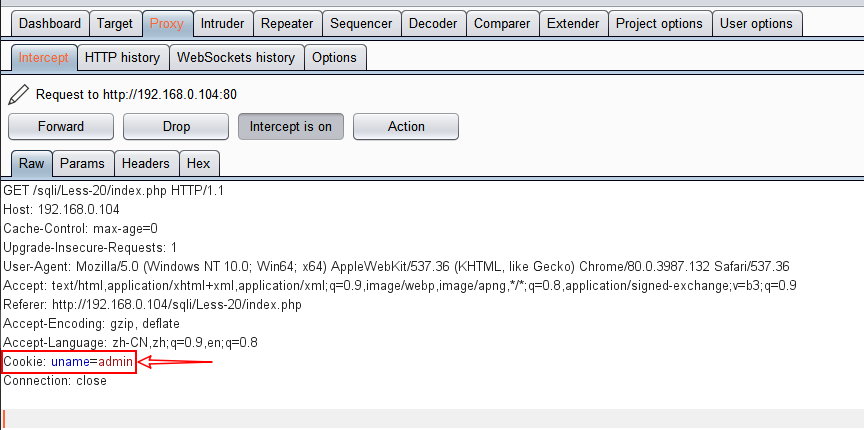 Dashboard Target Proxy Intruder Repeater Sequencer Decoder Comparer Extender Project options User options
Intercept HTTP history WebSockets history Options
Request to http://192.168.0.104:80
Forward Drop Intercept is on Action
Raw Params Headers Hex
GET /sqli/Less-20/index.php HTTP/1.1
Host: 192.168.0.104
Cache-Control: max-age=0
Upgrade-Insecure-Requests: 1
User-Agent: Mozilla/5.0 (Windows NT 10.0; Win64; x64) AppleWebKit/537.36 (KHTML, like Gecko) Chrome/80.0.3987.132 Safari/537.36
Accept: text/html,application/xhtml+xml,application/xml;q=0.9,image/webp,image/apng,*/*;q=0.8,application/signed-exchange;v=b3;q=0.9
Referer: http://192.168.0.104/sqli/Less-20/index.php
Accept-Encoding: gzip, deflate
Accept-Language: zh-CN,zh;q=0.9,en;q=0.8
Cookie: uname=admin
Connection: close